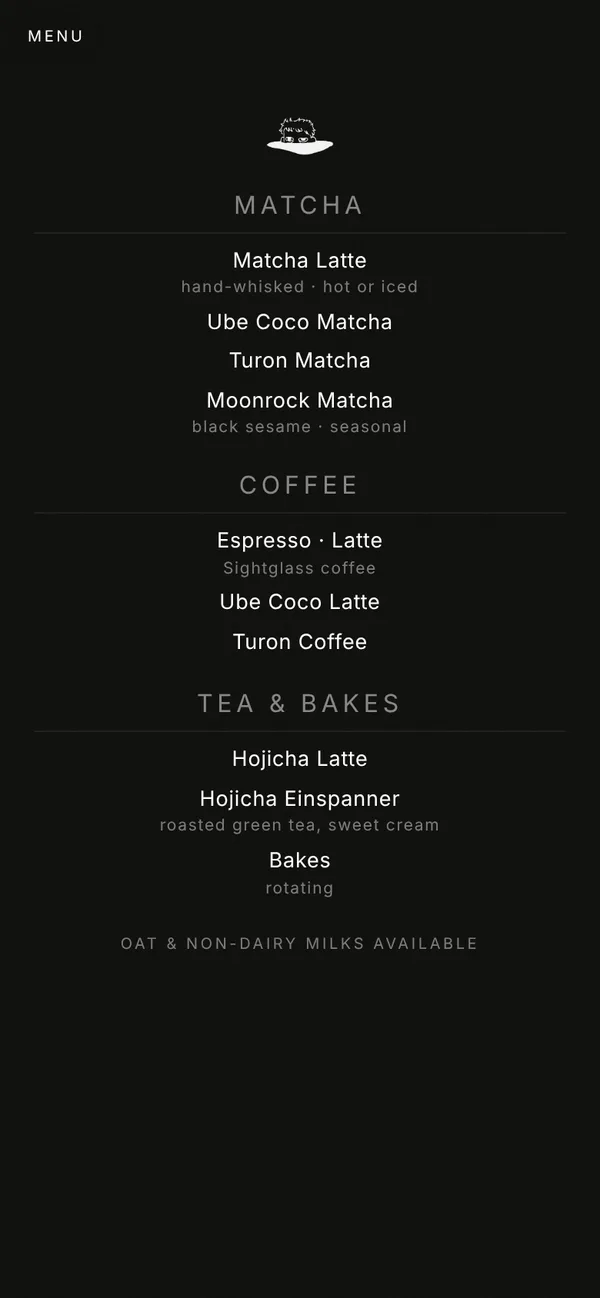 MENU
MATCHA
Matcha Latte
hand-whisked · hot or iced
Ube Coco Matcha
Turon Matcha
Moonrock Matcha
black sesame · seasonal
COFFEE
Espresso · Latte
Sightglass coffee
Ube Coco Latte
Turon Coffee
TEA & BAKES
Hojicha Latte
Hojicha Einspanner
roasted green tea, sweet cream
Bakes
rotating
OAT & NON-DAIRY MILKS AVAILABLE